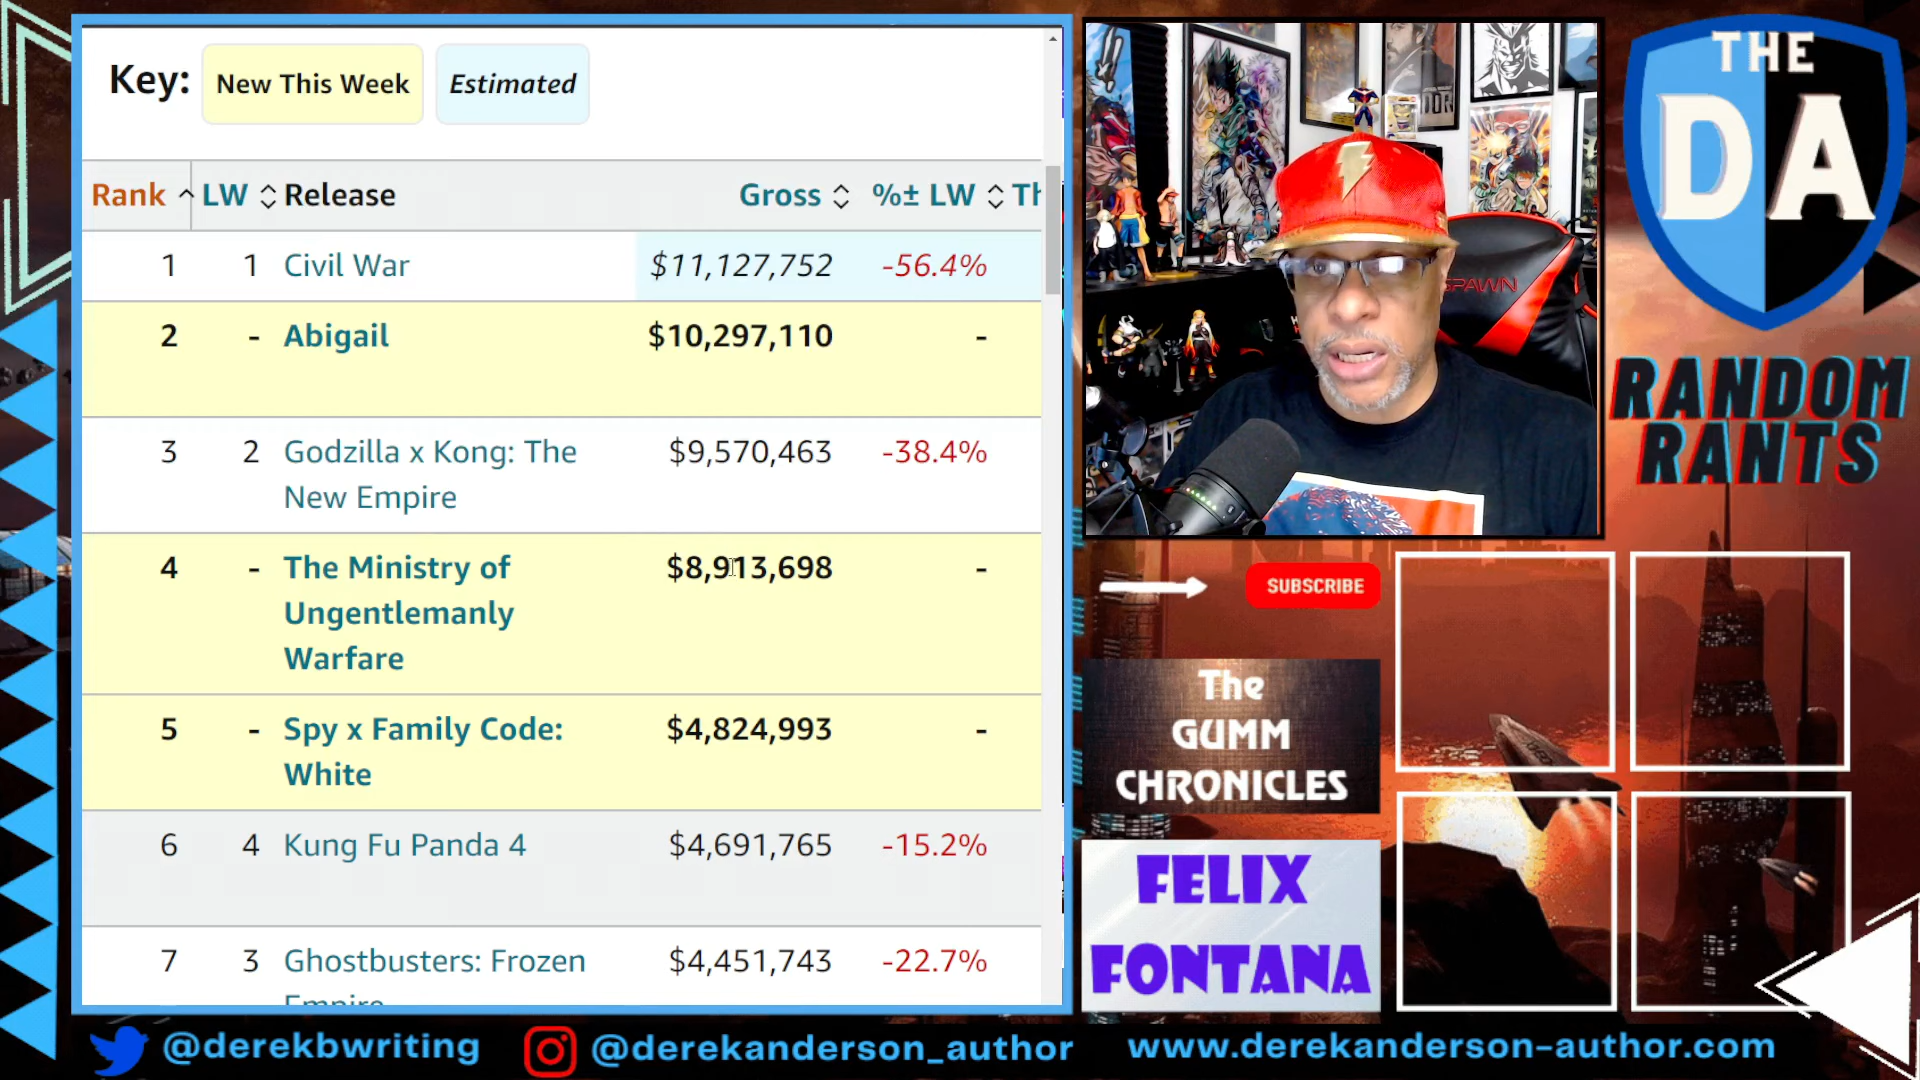 Key: New This Week Estimated
Rank LW Release Gross %± LW Th
1 1 Civil War $11,127,752 -56.4%
2 - Abigail $10,297,110 -
3 2 Godzilla x Kong: The $9,570,463 -38.4%
New Empire
4 - The Ministry of $8,913,698 -
Ungentlemanly
Warfare
5 - Spy x Family Code: $4,824,993 -
White
6 4 Kung Fu Panda 4 $4,691,765 -15.2%
7 3 Ghostbusters: Frozen $4,451,743 -22.7%
Empire
SPAWN
THE
DA
RANDOM
RANTS
SUBSCRIBE
The
GUMM
CHRONICLES
FELIX
FONTANA
@derekbwriting @derekanderson_author www.derekanderson-author.com